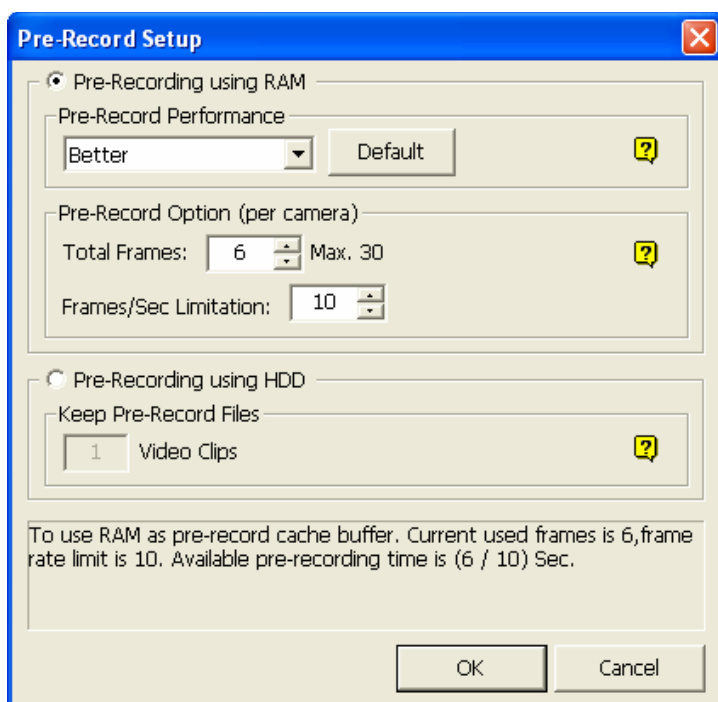 Pre-Record Setup
Pre-Recording using RAM
Pre-Record Performance
Better Default
Pre-Record Option (per camera)
Total Frames: 6 Max. 30
Frames/Sec Limitation: 10
Pre-Recording using HDD
Keep Pre-Record Files
1 Video Clips
To use RAM as pre-record cache buffer. Current used frames is 6,frame
rate limit is 10. Available pre-recording time is (6 / 10) Sec.
OK Cancel